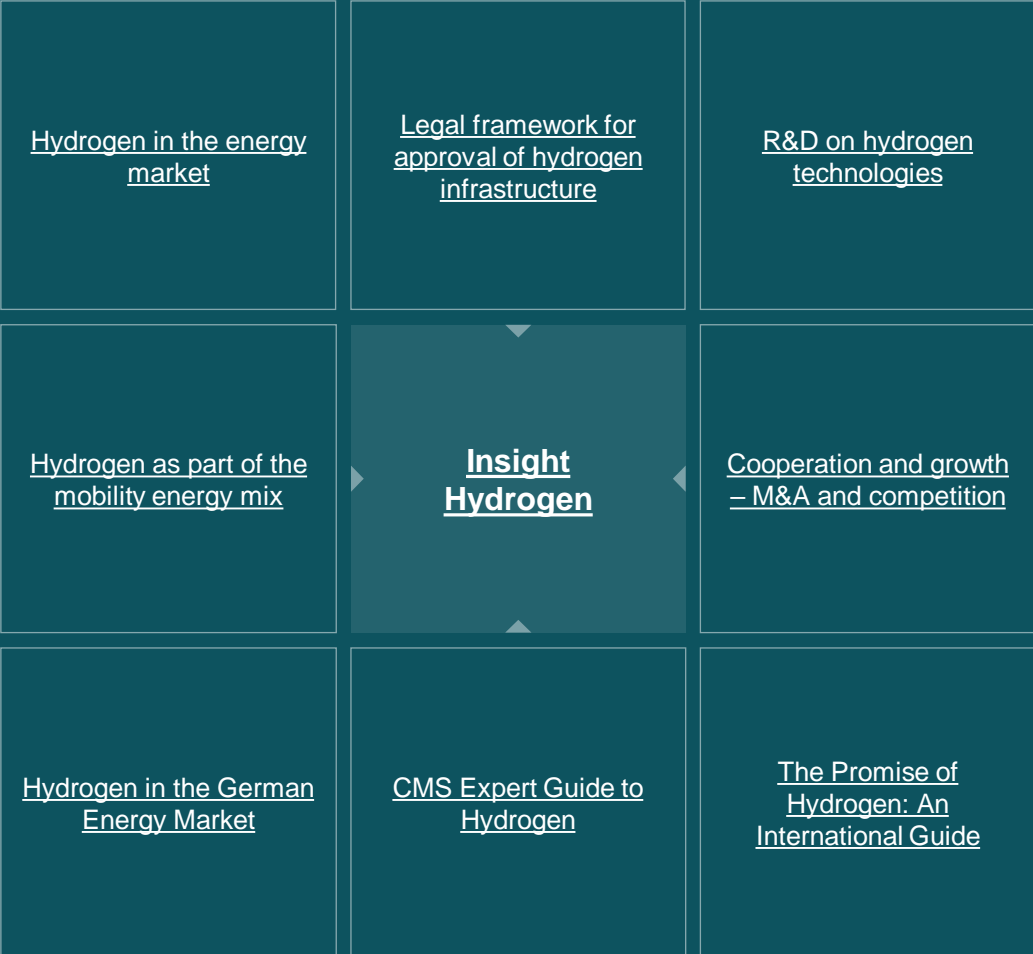 Hydrogen in the energy
market
Legal framework for
approval of hydrogen
infrastructure
R&D on hydrogen
technologies
Hydrogen as part of the
mobility energy mix
Insight
Hydrogen
Cooperation and growth
– M&A and competition
Hydrogen in the German
Energy Market
CMS Expert Guide to
Hydrogen
The Promise of
Hydrogen: An
International Guide